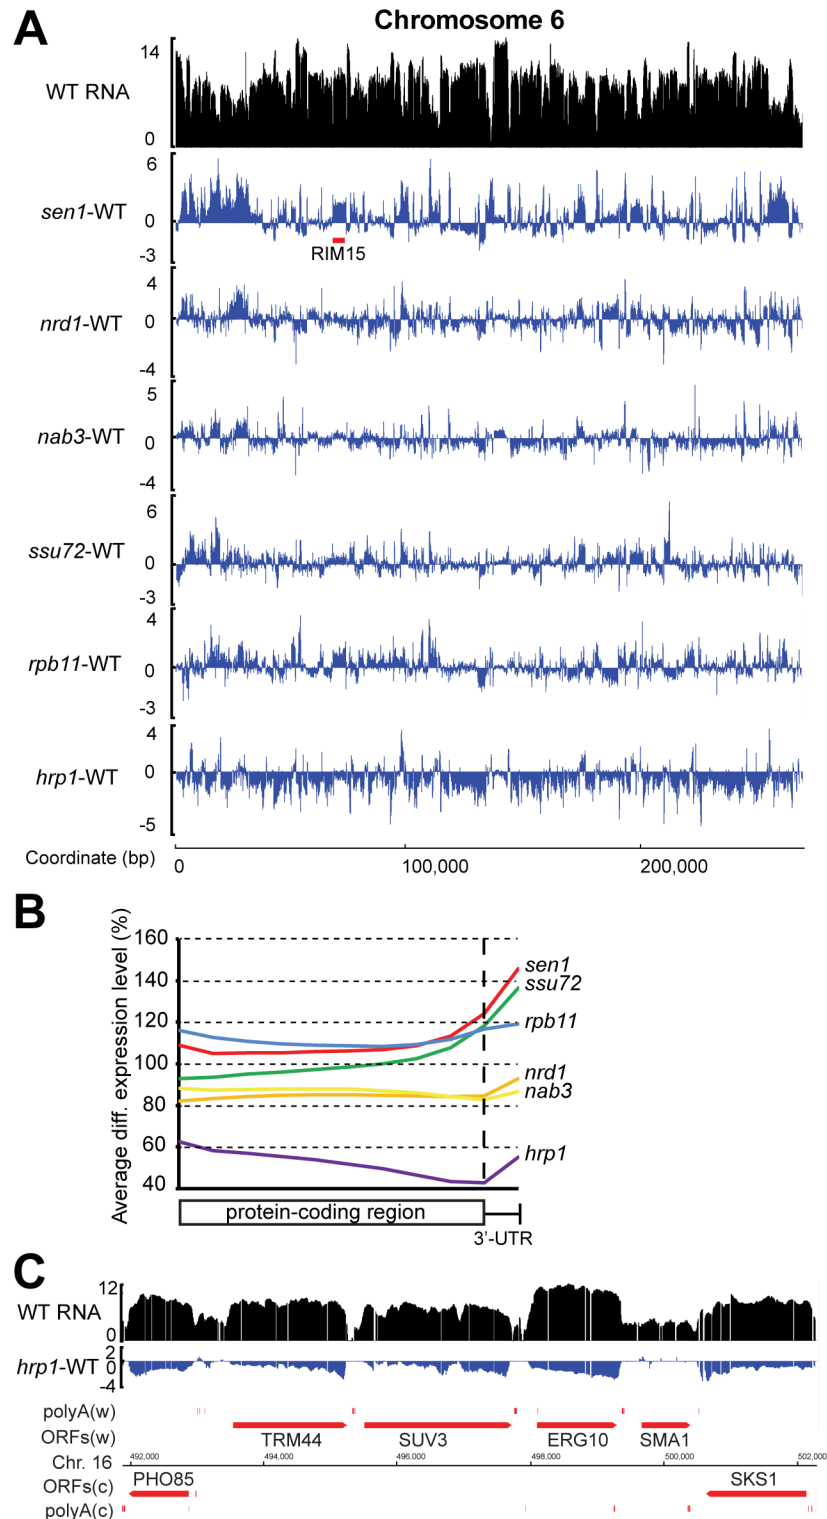 A
Chromosome 6
14
WT RNA
0
6
sen1-WT
0
-3
RIM15
4
nrd1-WT
0
-4
5
nab3-WT
0
-4
6
ssu72-WT
0
-3
4
rpb11-WT
0
-3
4
hrp1-WT
0
-5
Coordinate (bp)
0
100,000
200,000
B
Average diff. expression level (%)
160
140
120
100
80
60
40
sen1
ssu72
rpb11
nrd1
nab3
hrp1
protein-coding region
3'-UTR
C
12
WT RNA
0
2
hrp1-WT
0
-4
polyA(w)
ORFs(w)
TRM44
SUV3
ERG10
SMA1
Chr. 16
492,000
494,000
496,000
498,000
500,000
502,000
ORFs(c)
PHO85
SKS1
polyA(c)